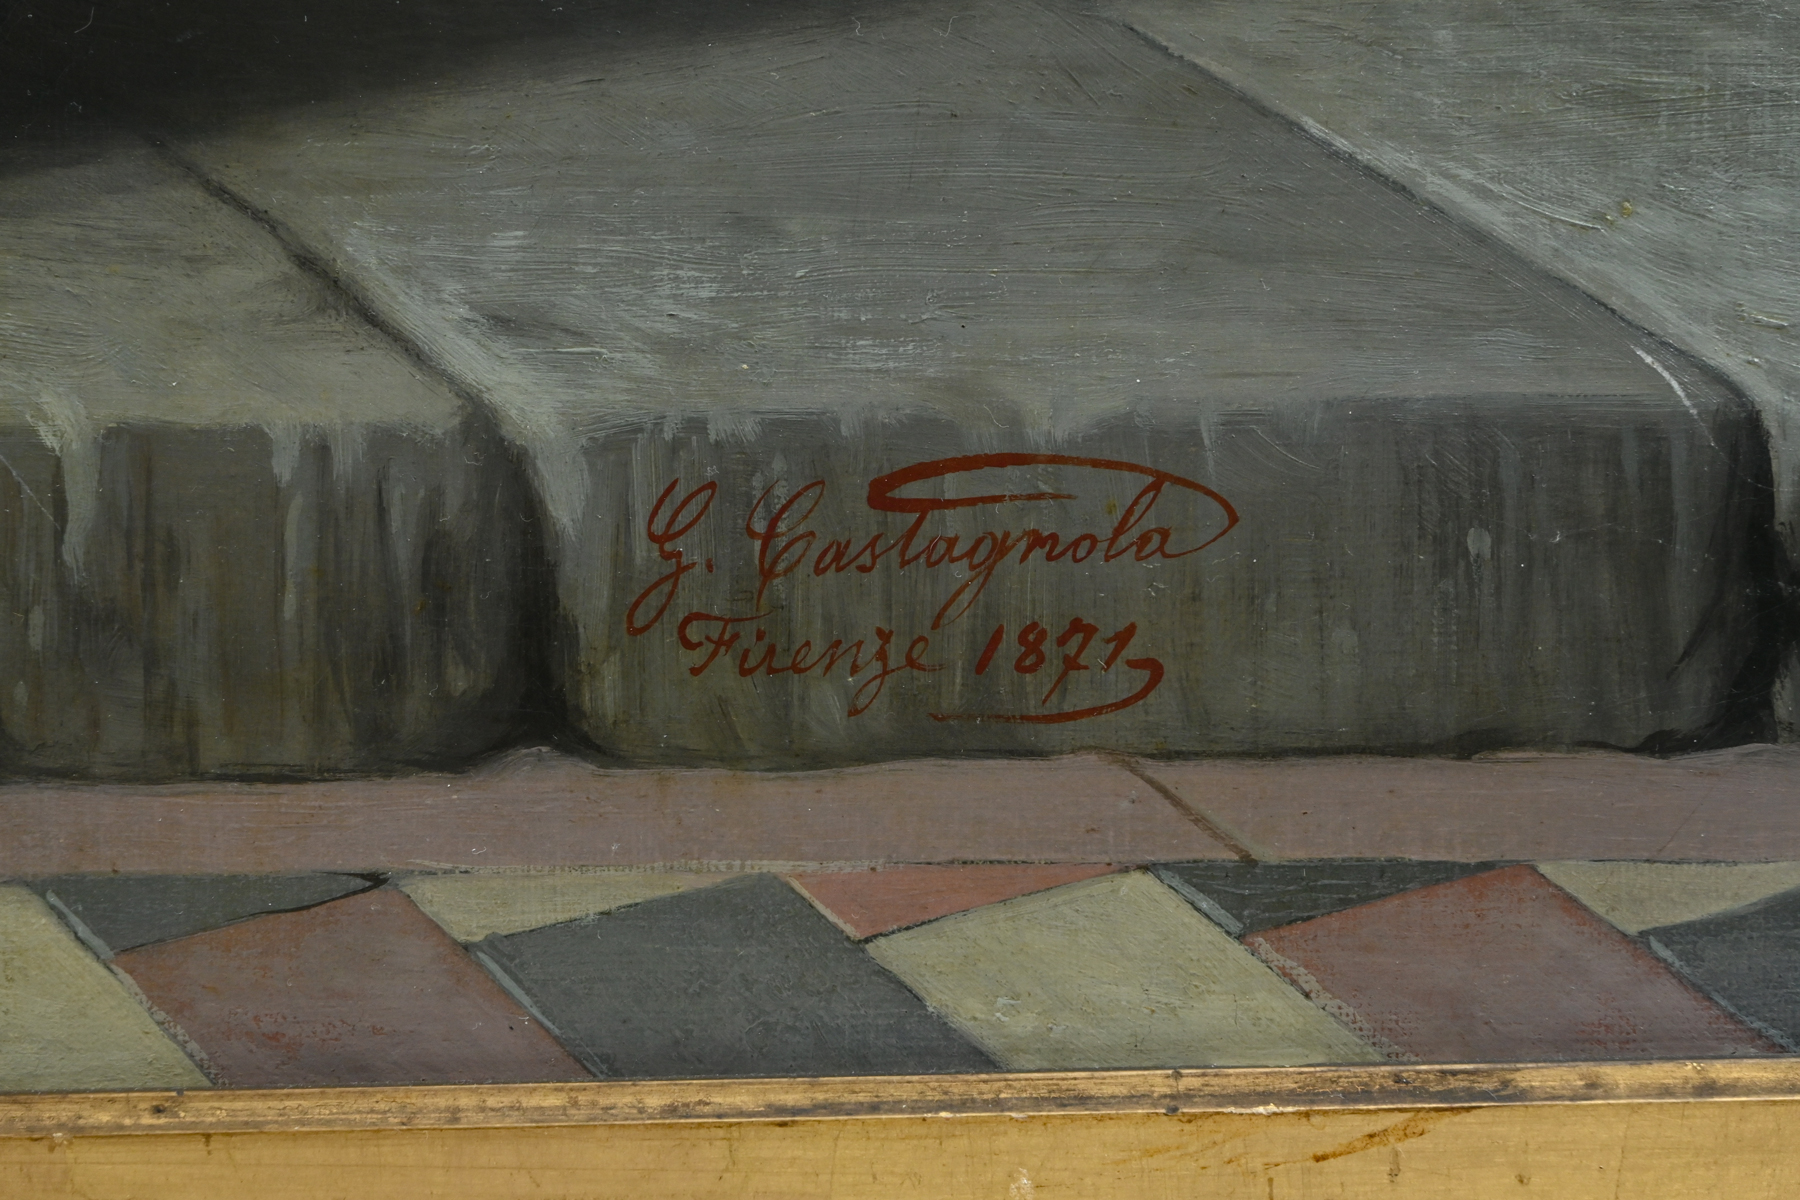 G. Castagnola
Firenze 1871